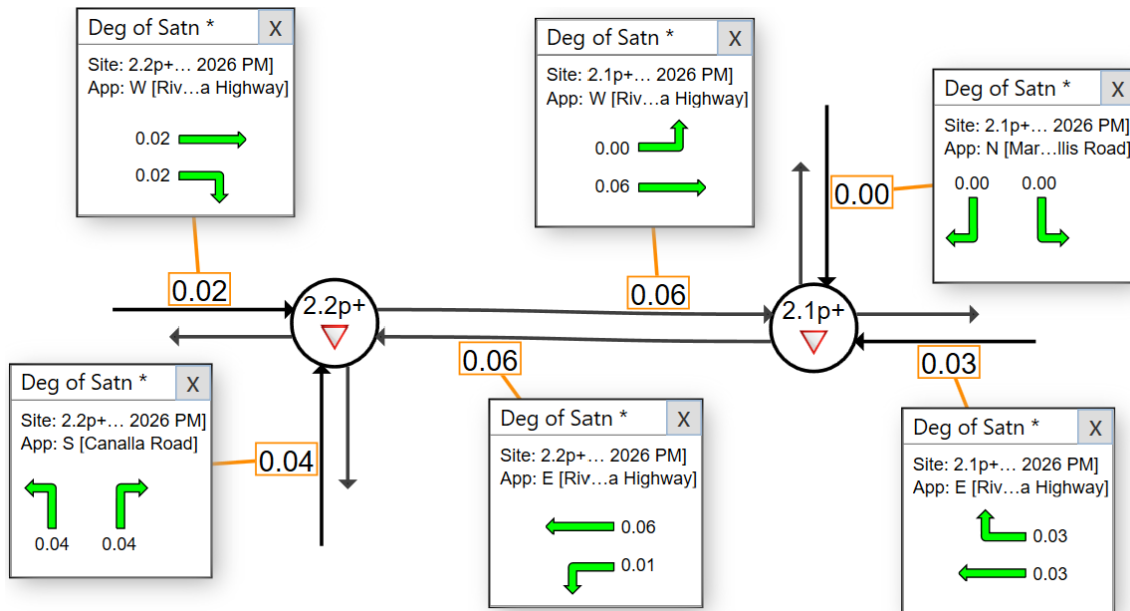 Deg of Satn * X
Site: 2.2p+... 2026 PM]
App: W [Riv...a Highway]
0.02
0.02
0.02
Deg of Satn * X
Site: 2.1p+... 2026 PM]
App: W [Riv...a Highway]
0.00
0.06
0.06
Deg of Satn * X
Site: 2.1p+... 2026 PM]
App: N [Mar...llis Road]
0.00 0.00
0.00
2.2p+
2.1p+
Deg of Satn * X
Site: 2.2p+... 2026 PM]
App: S [Canalla Road]
0.04 0.04
0.04
0.06
Deg of Satn * X
Site: 2.2p+... 2026 PM]
App: E [Riv...a Highway]
0.06
0.01
0.03
Deg of Satn * X
Site: 2.1p+... 2026 PM]
App: E [Riv...a Highway]
0.03
0.03